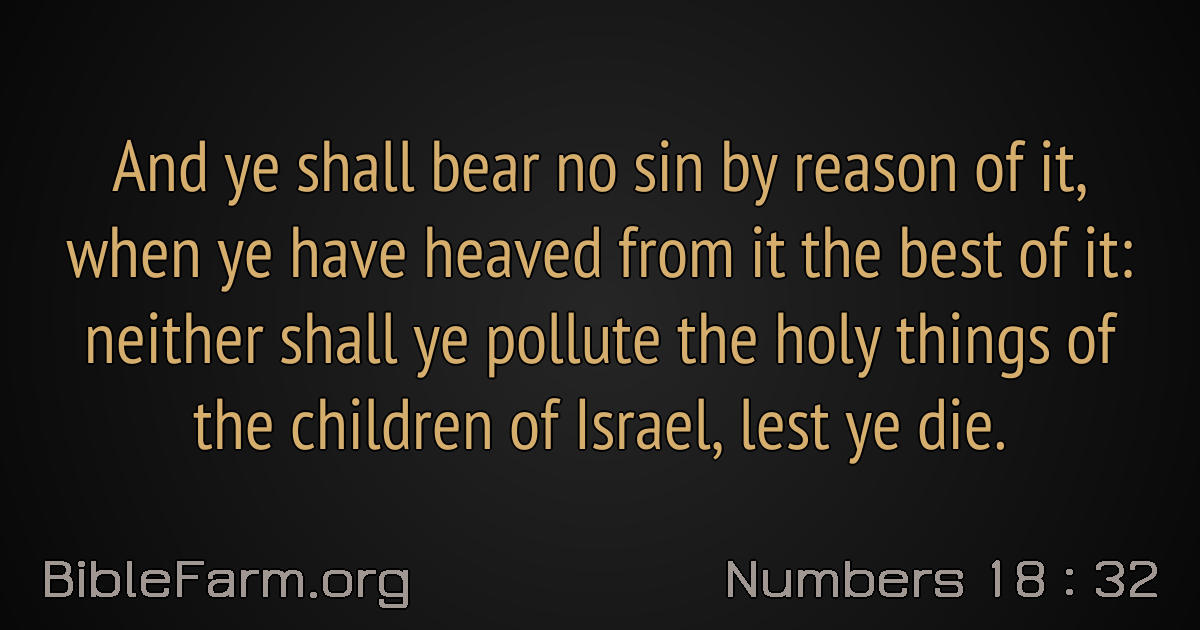 And ye shall bear no sin by reason of it,
when ye have heaved from it the best of it:
neither shall ye pollute the holy things of
the children of Israel, lest ye die.
BibleFarm.org
Numbers 18 : 32